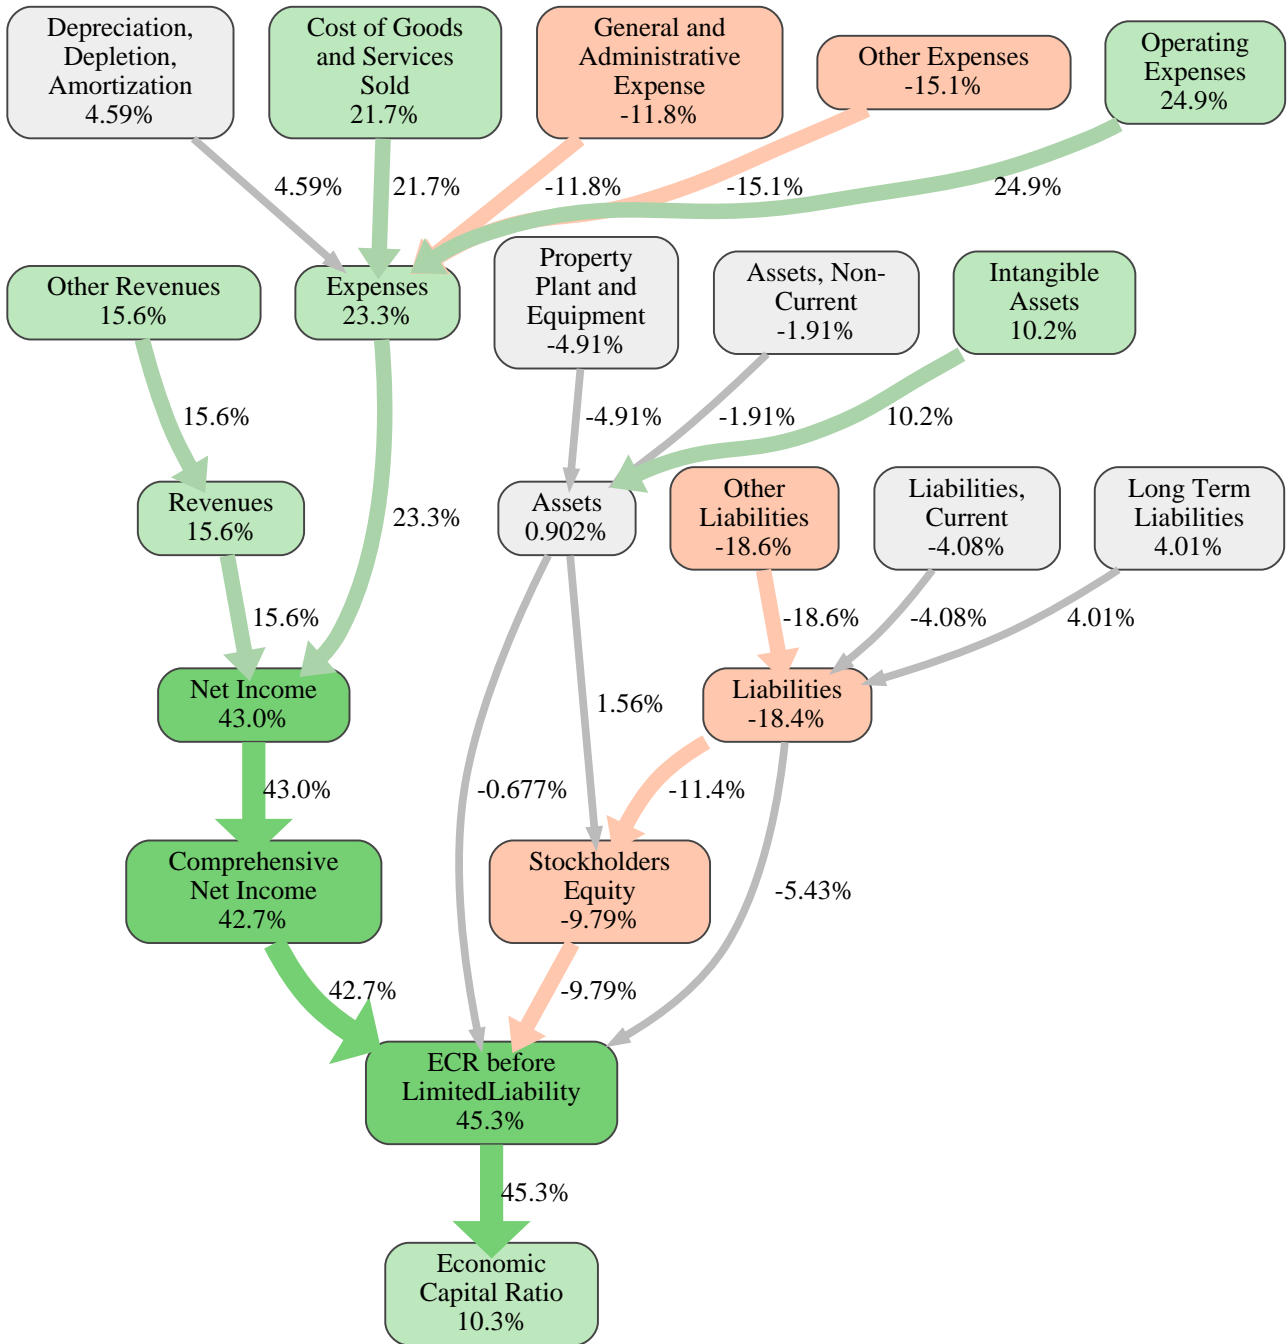 Depreciation,
Depletion,
Amortization
4.59%
Cost of Goods
and Services
Sold
21.7%
General and
Administrative
Expense
-11.8%
Other Expenses
-15.1%
Operating
Expenses
24.9%
4.59%
21.7%
-11.8%
-15.1%
24.9%
Other Revenues
15.6%
Expenses
23.3%
Property
Plant and
Equipment
-4.91%
Assets, Non-
Current
-1.91%
Intangible
Assets
10.2%
15.6%
23.3%
-4.91%
-1.91%
10.2%
Revenues
15.6%
Assets
0.902%
Other
Liabilities
-18.6%
Liabilities,
Current
-4.08%
Long Term
Liabilities
4.01%
15.6%
-18.6%
-4.08%
4.01%
Net Income
43.0%
1.56%
Liabilities
-18.4%
43.0%
-0.677%
-11.4%
-5.43%
Comprehensive
Net Income
42.7%
Stockholders
Equity
-9.79%
42.7%
-9.79%
ECR before
LimitedLiability
45.3%
45.3%
Economic
Capital Ratio
10.3%